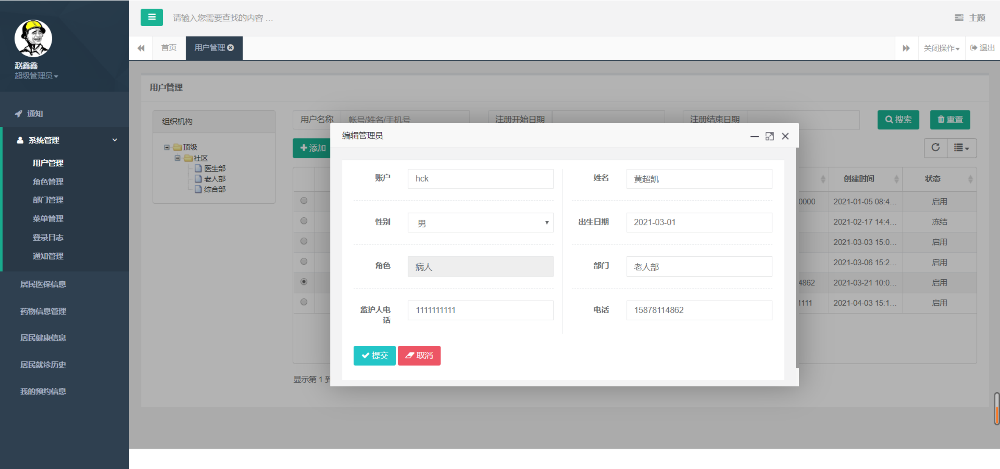 请输入您需要查找的内容 ...
主题
首页
用户管理
关闭操作
退出
赵鑫鑫
超级管理员
通知
系统管理
用户管理
角色管理
部门管理
菜单管理
登录日志
通知管理
居民医保信息
药物信息管理
居民健康信息
居民就诊历史
我的预约信息
用户管理
组织机构
顶级
社区
医生部
老人部
综合部
用户名称
帐号/姓名/手机号
注册开始日期
注册结束日期
搜索
重置
添加
编辑管理员
账户
hck
姓名
黄超凯
性别
男
出生日期
2021-03-01
角色
病人
部门
老人部
监护人电
话
1111111111
电话
15878114862
提交
取消
创建时间
状态
0000
2021-01-05 08:4...
启用
2021-02-17 14:4...
冻结
2021-03-03 15:0...
启用
2021-03-06 15:2...
启用
4862
2021-03-21 10:0...
启用
1111
2021-04-03 15:1...
启用
显示第 1 到